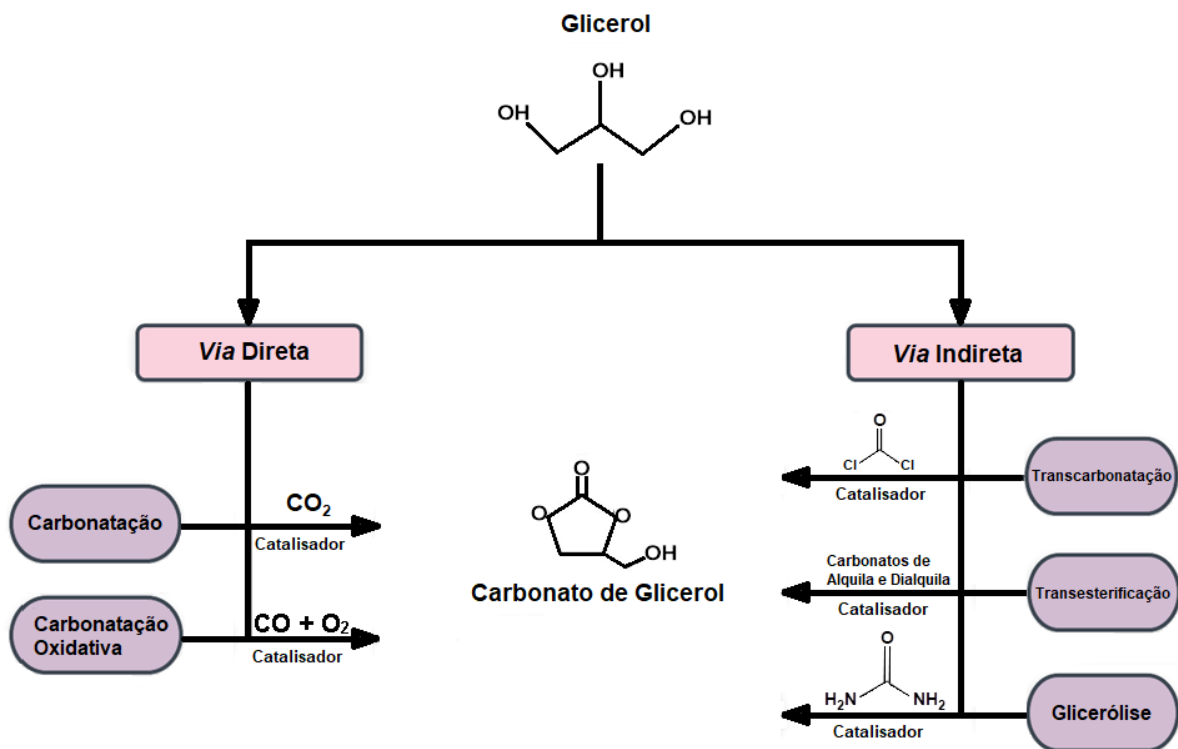 Glicerol
OH
OH
OH
Via Direta
Via Indireta
Carbonatação
CO₂
Catalisador
Carbonatação
Oxidativa
CO + O₂
Catalisador
O
O
O
OH
Carbonato de Glicerol
O
Cl
Cl
Catalisador
Transcarbonatação
Carbonatos de
Alquila e Dialquila
Catalisador
Transesterificação
O
H₂N
NH₂
Catalisador
Glicerólise